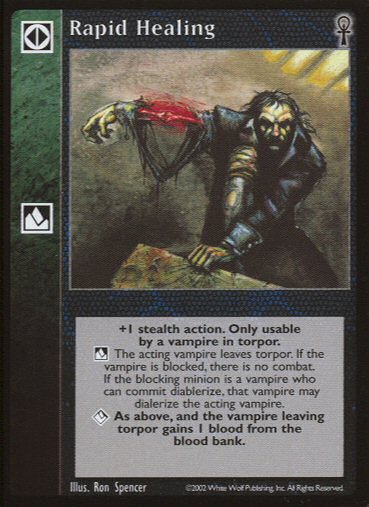 Rapid Healing
+1 stealth action. Only usable
by a vampire in torpor.
The acting vampire leaves torpor. If the
vampire is blocked, there is no combat.
If the blocking minion is a vampire who
can commit diablerize, that vampire may
dialerize the acting vampire.
As above, and the vampire leaving
torpor gains 1 blood from the
blood bank.
Illus. Ron Spencer
©2002 White Wolf Publishing, Inc. All Rights Reserved.